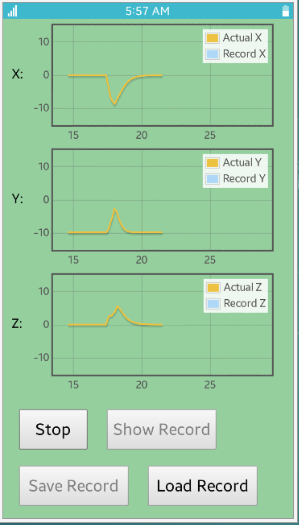 5:57 AM
X:
10
0
-10
Actual X
Record X
15 20 25
Y:
10
0
-10
Actual Y
Record Y
15 20 25
Z:
10
0
-10
Actual Z
Record Z
15 20 25
Stop Show Record
Save Record Load Record